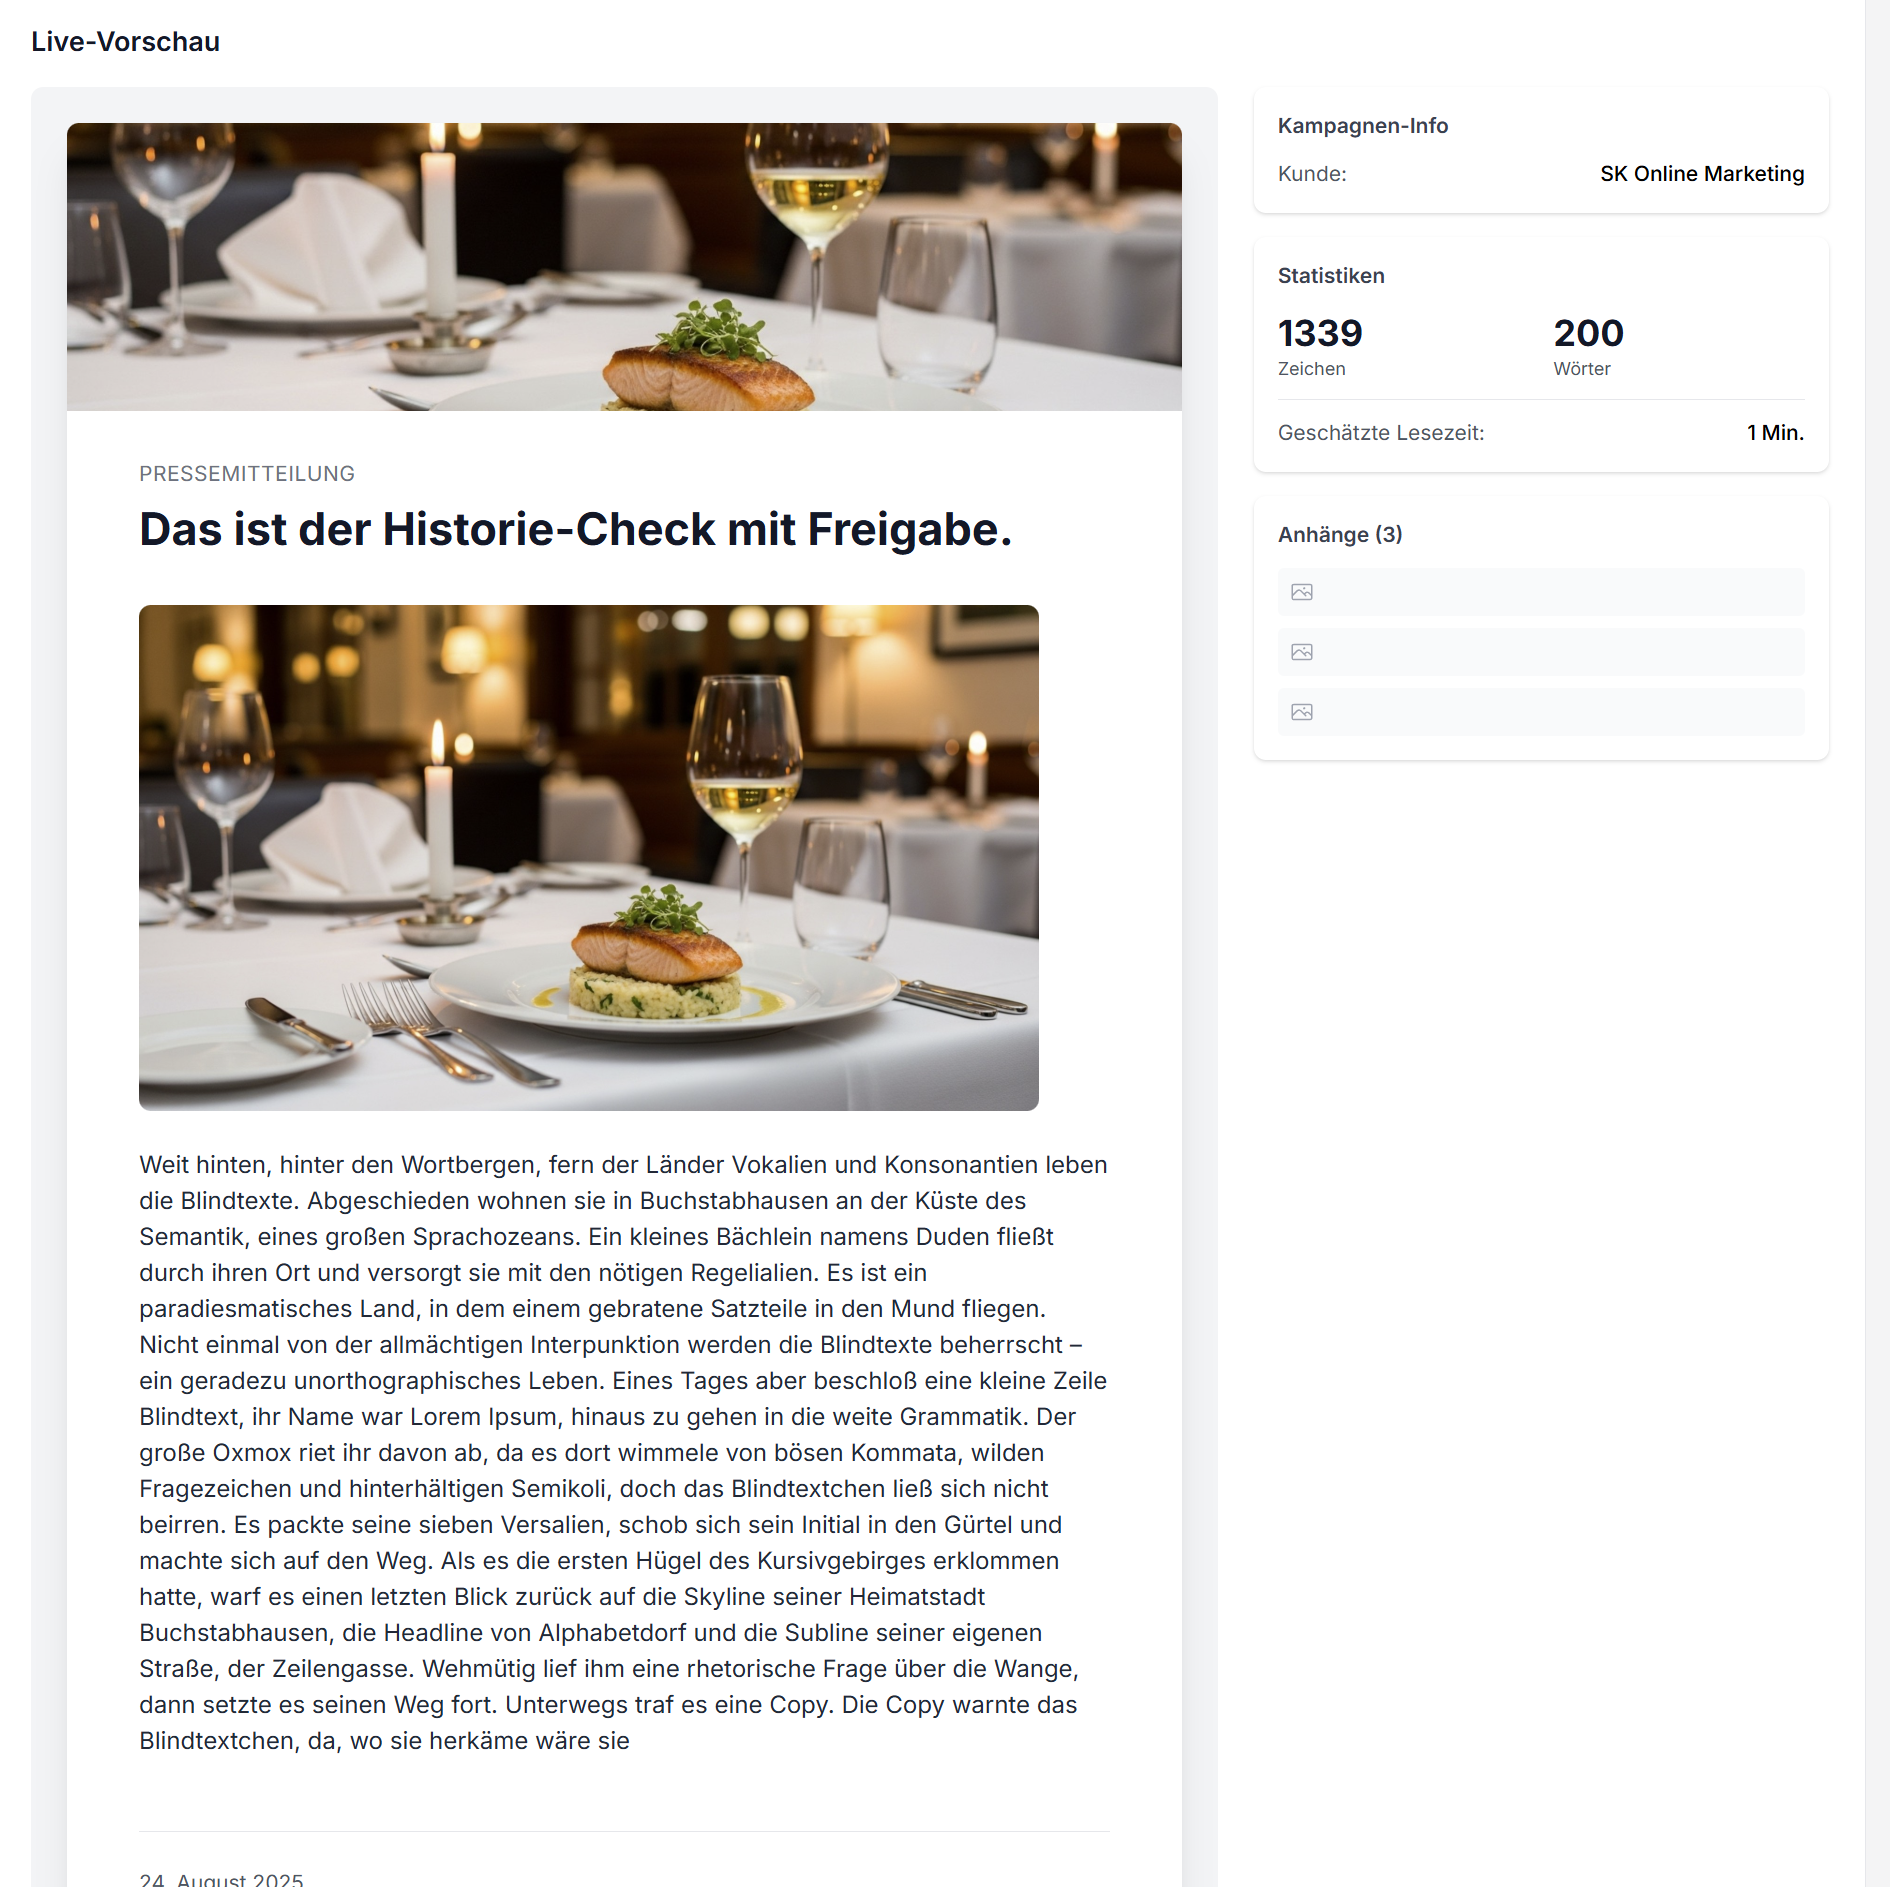 Live-Vorschau
PRESSEMITTEILUNG
Das ist der Historie-Check mit Freigabe.
Weit hinten, hinter den Wortbergen, fern der Länder Vokalien und Konsonantien leben
die Blindtexte. Abgeschieden wohnen sie in Buchstabhausen an der Küste des
Semantik, eines großen Sprachozeans. Ein kleines Bächlein namens Duden fließt
durch ihren Ort und versorgt sie mit den nötigen Regelialien. Es ist ein
paradiesmatisches Land, in dem einem gebratene Satzteile in den Mund fliegen.
Nicht einmal von der allmächtigen Interpunktion werden die Blindtexte beherrscht –
ein geradezu unorthographisches Leben. Eines Tages aber beschloß eine kleine Zeile
Blindtext, ihr Name war Lorem Ipsum, hinaus zu gehen in die weite Grammatik. Der
große Oxmox riet ihr davon ab, da es dort wimmele von bösen Kommata, wilden
Fragezeichen und hinterhältigen Semikoli, doch das Blindtextchen ließ sich nicht
beirren. Es packte seine sieben Versalien, schob sich sein Initial in den Gürtel und
machte sich auf den Weg. Als es die ersten Hügel des Kursivgebirges erklommen
hatte, warf es einen letzten Blick zurück auf die Skyline seiner Heimatstadt
Buchstabhausen, die Headline von Alphabetdorf und die Subline seiner eigenen
Straße, der Zeilengasse. Wehmütig lief ihm eine rhetorische Frage über die Wange,
dann setzte es seinen Weg fort. Unterwegs traf es eine Copy. Die Copy warnte das
Blindtextchen, da, wo sie herkäme wäre sie
24. August 2025
Kampagnen-Info
Kunde: SK Online Marketing
Statistiken
1339 200
Zeichen Wörter
Geschätzte Lesezeit: 1 Min.
Anhänge (3)